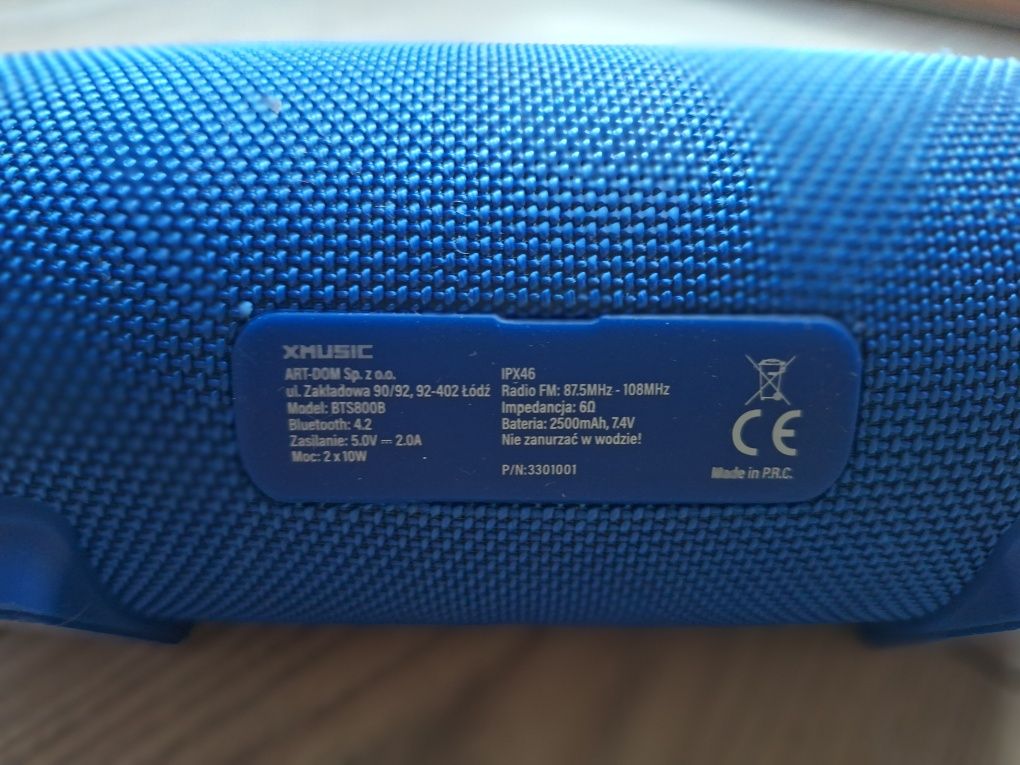 XMUSIC
ART-DOM Sp. z o.o.
ul. Zakładowa 90/92, 92-402 Łódź
Model: BTS800B
Bluetooth: 4.2
Zasilanie: 5.0V ⎓ 2.0A
Moc: 2 x 10W
IPX46
Radio FM: 87.5MHz - 108MHz
Impedancja: 6Ω
Bateria: 2500mAh, 7.4V
Nie zanurzać w wodzie!
P/N:3301001
CE
Made in P.R.C.